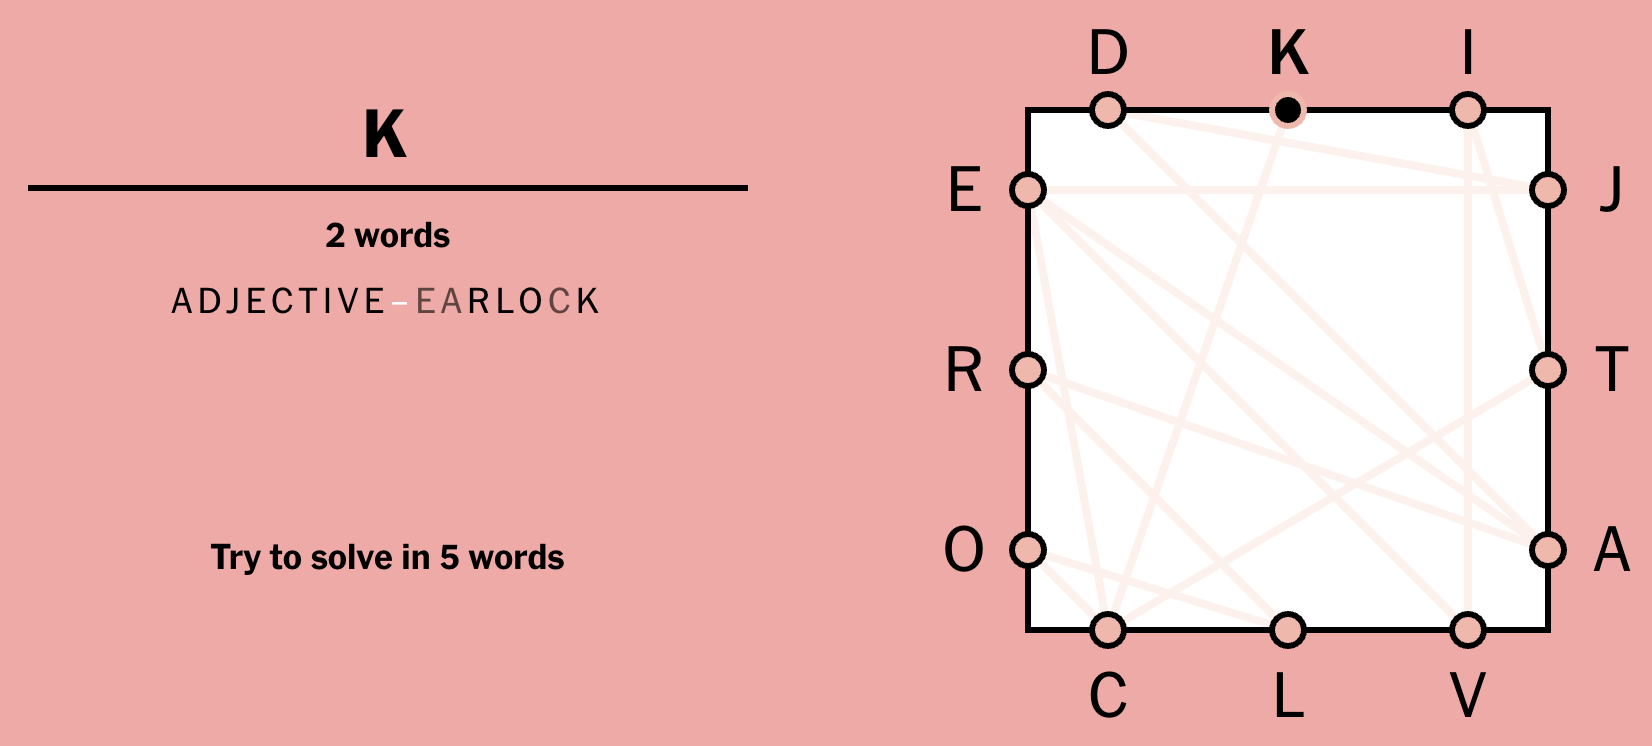 K
2 words
ADJECTIVE–EARLOCK
Try to solve in 5 words
D K I
E J
R T
O A
C L V